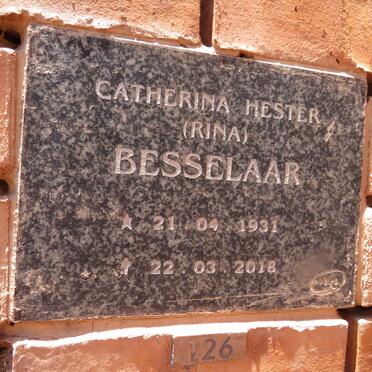 CATHERINA HESTER
(RINA)
BESSELAAR
★ 21 · 04 · 1931
✝ 22 · 03 · 2018
126